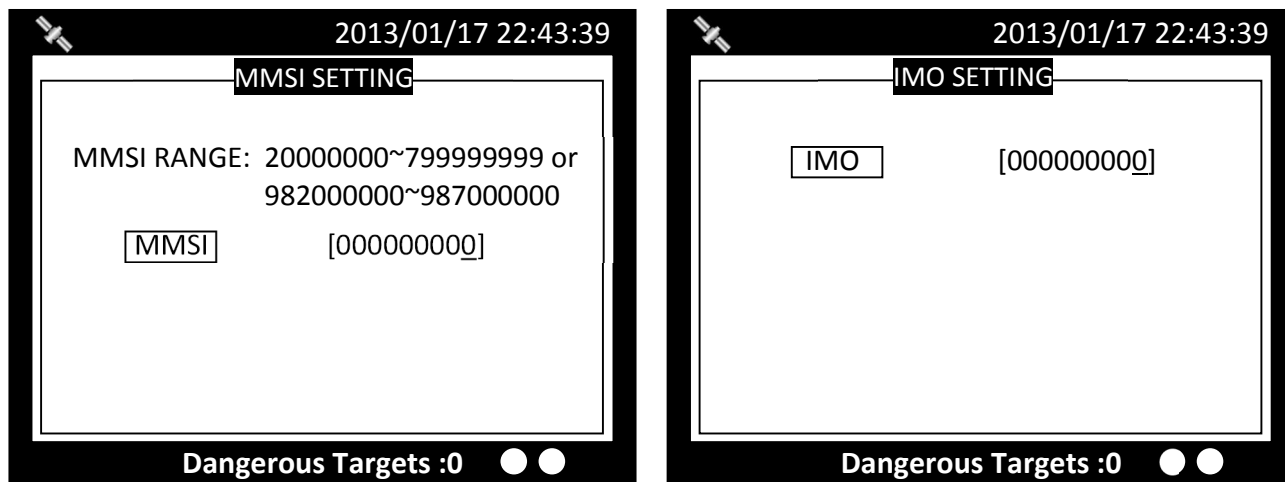 2013/01/17 22:43:39
MMSI SETTING
MMSI RANGE: 20000000~799999999 or
982000000~987000000
MMSI [000000000]
Dangerous Targets :0
2013/01/17 22:43:39
IMO SETTING
IMO [000000000]
Dangerous Targets :0